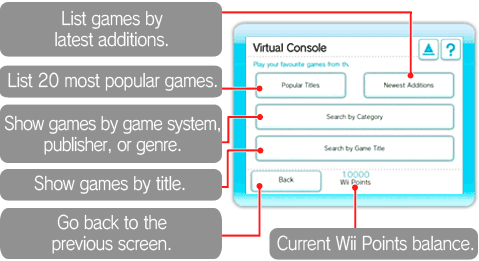 List games by
latest additions.
List 20 most popular games.
Show games by game system,
publisher, or genre.
Show games by title.
Go back to the
previous screen.
Virtual Console
?
Play your favourite games from th
Popular Titles
Newest Additions
Search by Category
Search by Game Title
Back
10000
Wii Points
Current Wii Points balance.